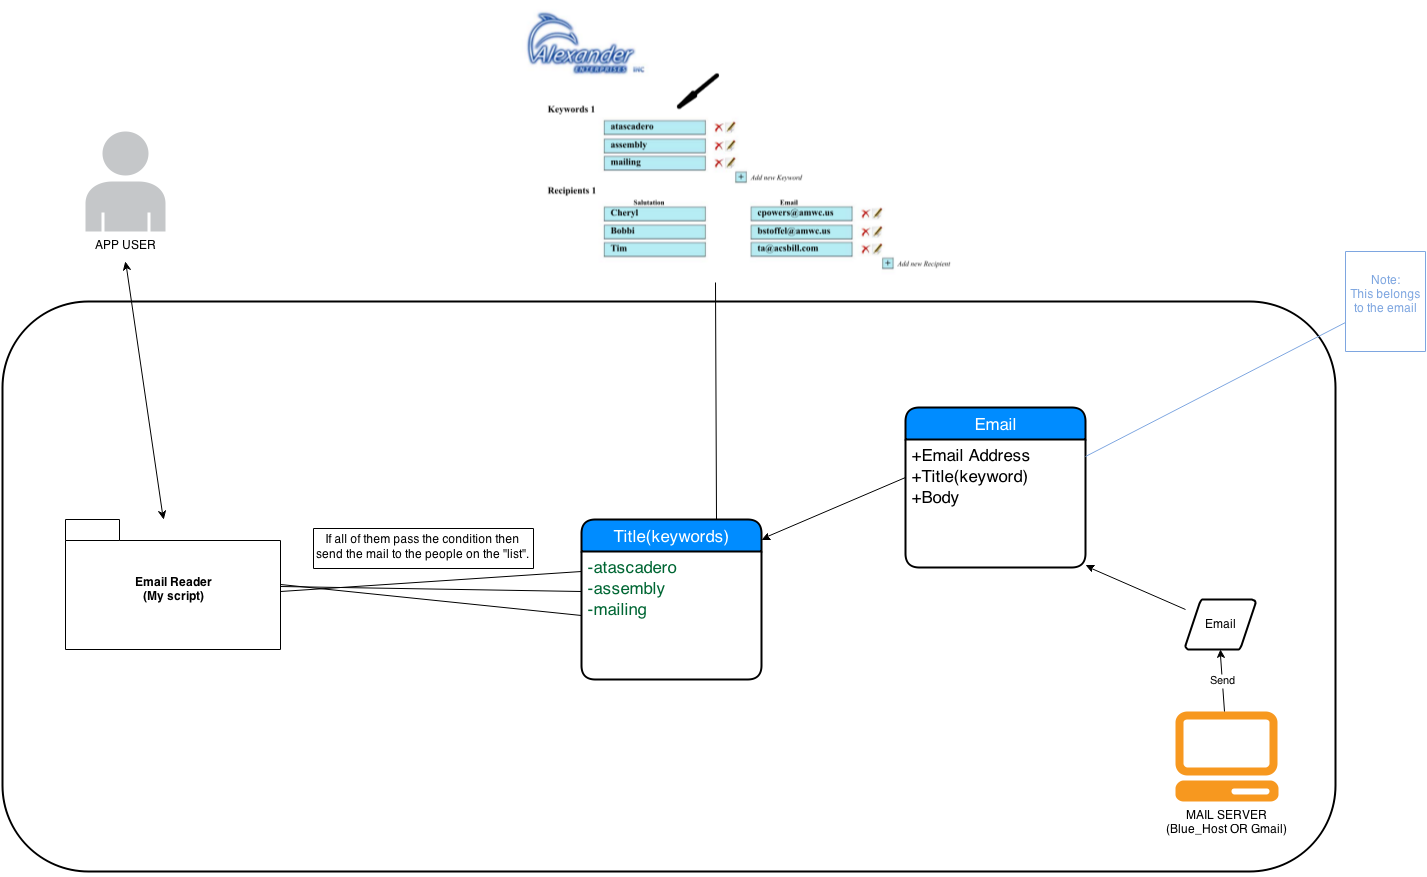 Alexander
ENTERPRISES INC
Keywords 1
atascadero
assembly
mailing
+ Add new Keyword
Recipients 1
Salutation Email
Cheryl cpowers@amwc.us
Bobbi bstoffel@amwc.us
Tim ta@acsbill.com
+ Add new Recipient
APP USER
Note:
This belongs
to the email
Email
+Email Address
+Title(keyword)
+Body
If all of them pass the condition then
send the mail to the people on the "list".
Title(keywords)
-atascadero
-assembly
-mailing
Email Reader
(My script)
Email
Send
MAIL SERVER
(Blue_Host OR Gmail)